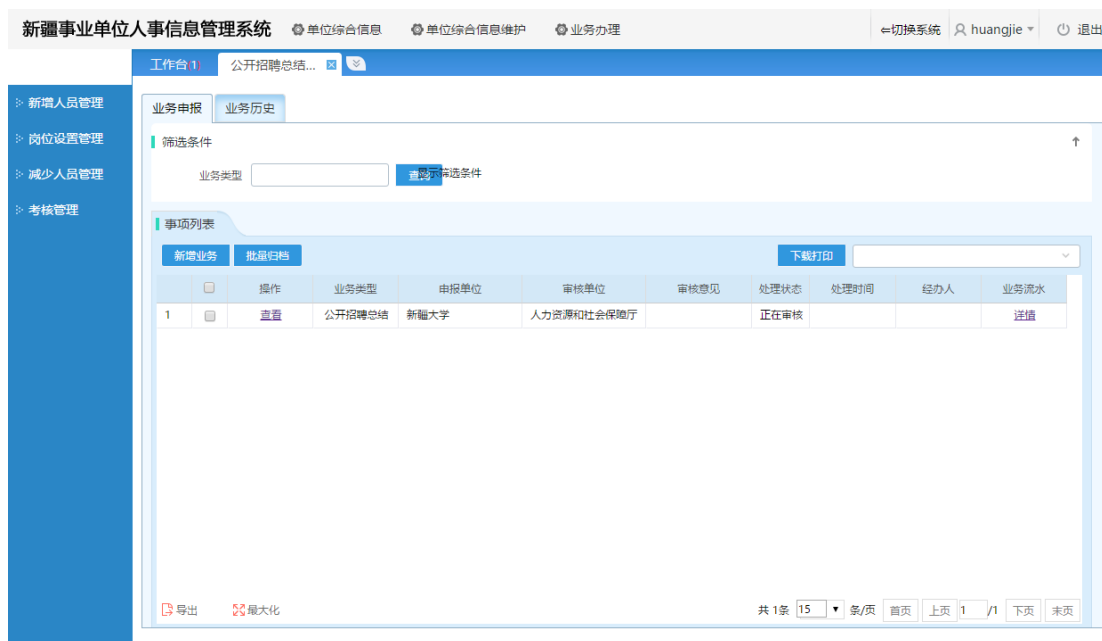 新疆事业单位人事信息管理系统 单位综合信息 单位综合信息维护 业务办理 ⇐切换系统 huangjie 退出
工作台(1) 公开招聘总结...
新增人员管理
岗位设置管理
减少人员管理
考核管理
业务申报 业务历史
筛选条件
业务类型 查询 显示筛选条件
事项列表
新增业务 批量归档 下载打印
操作 业务类型 申报单位 审核单位 审核意见 处理状态 处理时间 经办人 业务流水
1 查看 公开招聘总结 新疆大学 人力资源和社会保障厅 正在审核 详情
导出 最大化 共 1条 15 条/页 首页 上页 1 /1 下页 末页